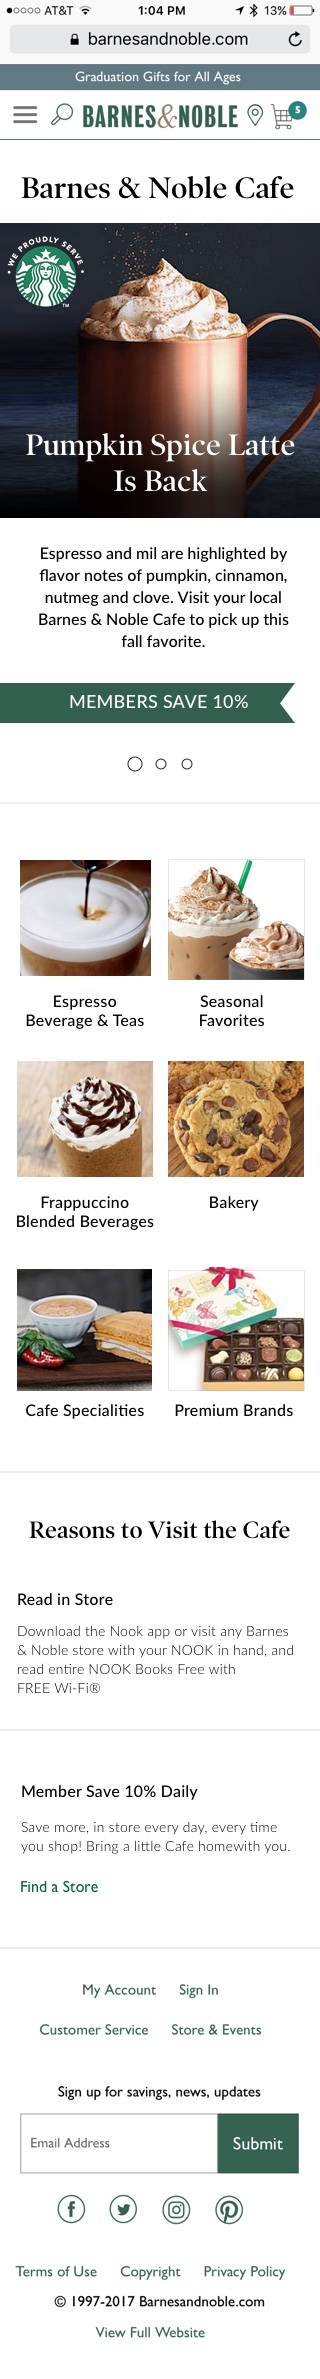 AT&T 1:04 PM 13%
barnesandnoble.com
Graduation Gifts for All Ages
BARNES&NOBLE 5
Barnes & Noble Cafe
WE PROUDLY SERVE
TM
Pumpkin Spice Latte
Is Back
Espresso and mil are highlighted by
flavor notes of pumpkin, cinnamon,
nutmeg and clove. Visit your local
Barnes & Noble Cafe to pick up this
fall favorite.
MEMBERS SAVE 10%
Espresso
Beverage & Teas
Seasonal
Favorites
Frappuccino
Blended Beverages
Bakery
Cafe Specialities
Premium Brands
Reasons to Visit the Cafe
Read in Store
Download the Nook app or visit any Barnes
& Noble store with your NOOK in hand, and
read entire NOOK Books Free with
FREE Wi-Fi®
Member Save 10% Daily
Save more, in store every day, every time
you shop! Bring a little Cafe homewith you.
Find a Store
My Account Sign In
Customer Service Store & Events
Sign up for savings, news, updates
Email Address Submit
Terms of Use Copyright Privacy Policy
© 1997-2017 Barnesandnoble.com
View Full Website